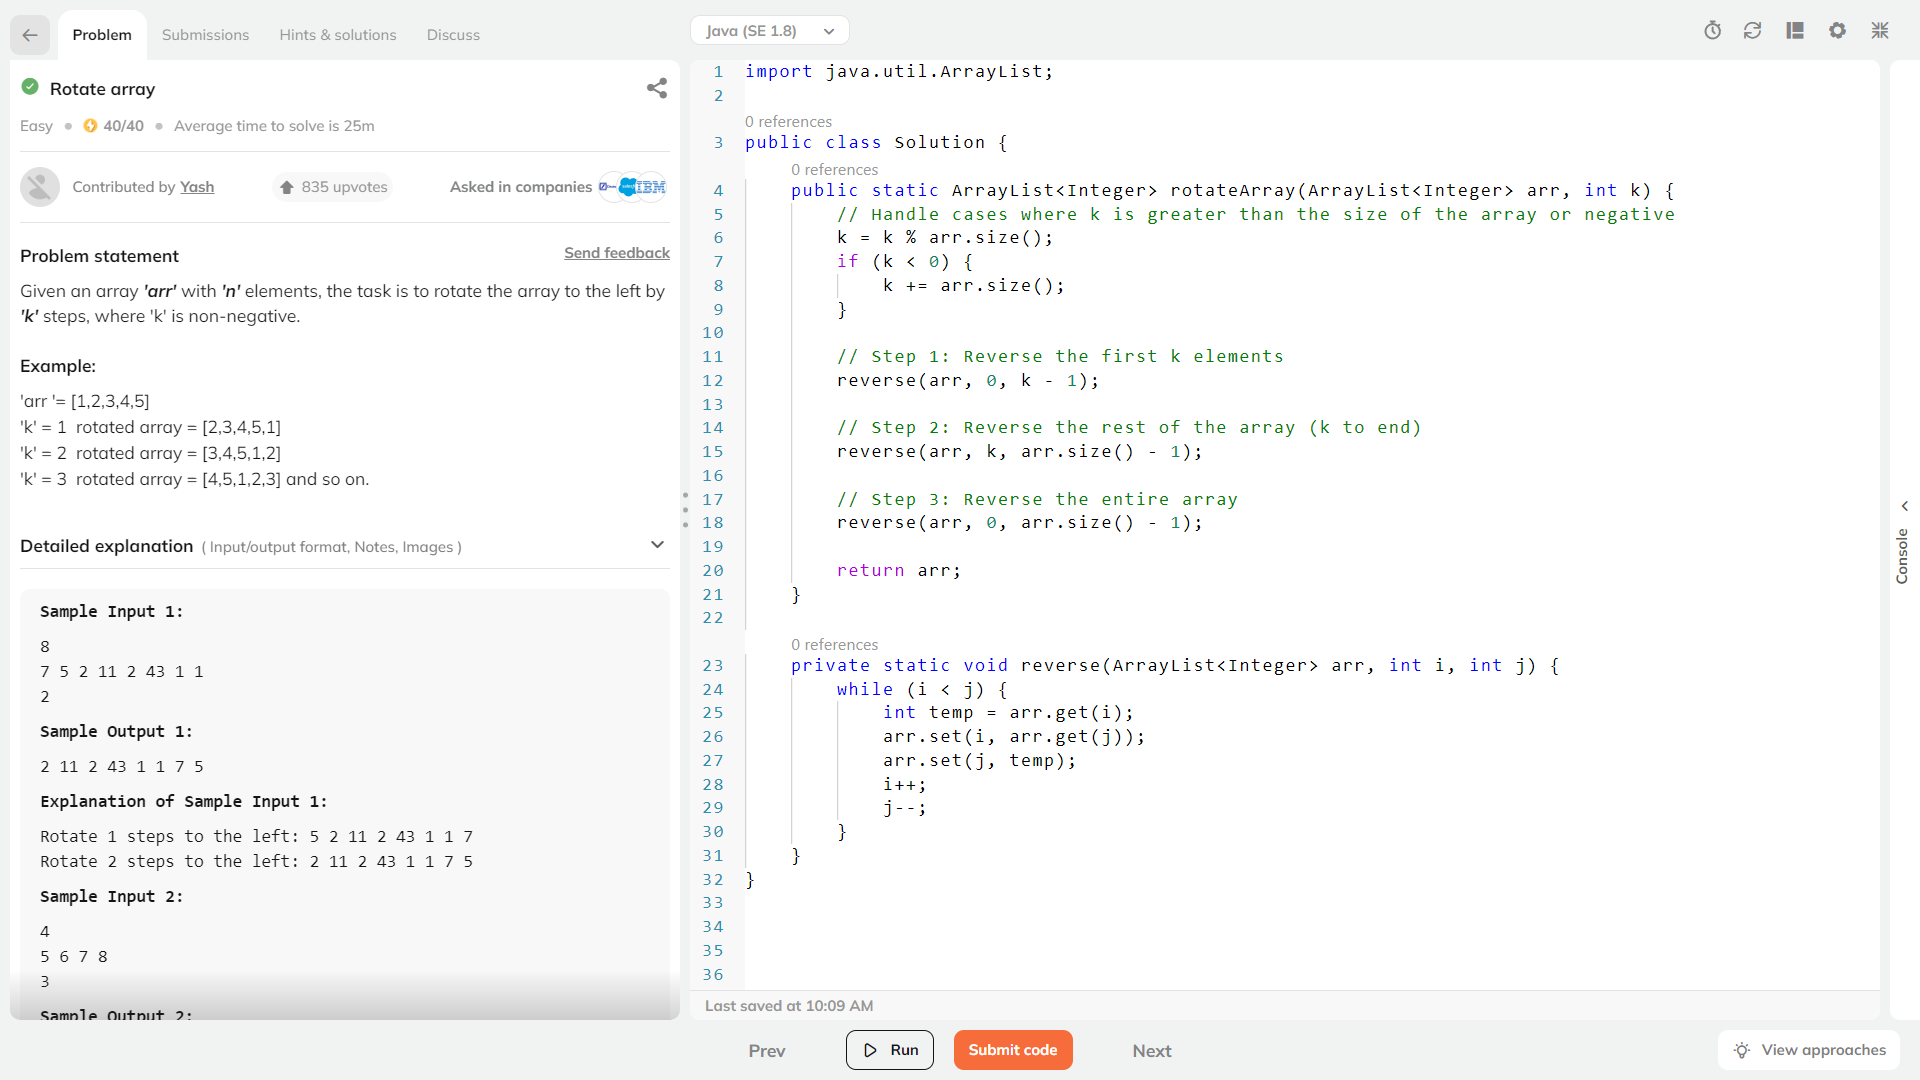 Problem
Submissions
Hints & solutions
Discuss
Java (SE 1.8)
Rotate array
Easy
40/40
Average time to solve is 25m
Contributed by Yash
835 upvotes
Asked in companies
IBM
Problem statement
Send feedback
Given an array 'arr' with 'n' elements, the task is to rotate the array to the left by
'k' steps, where 'k' is non-negative.
Example:
'arr '= [1,2,3,4,5]
'k' = 1  rotated array = [2,3,4,5,1]
'k' = 2  rotated array = [3,4,5,1,2]
'k' = 3  rotated array = [4,5,1,2,3] and so on.
Detailed explanation ( Input/output format, Notes, Images )
Sample Input 1:
8
7 5 2 11 2 43 1 1
2
Sample Output 1:
2 11 2 43 1 1 7 5
Explanation of Sample Input 1:
Rotate 1 steps to the left: 5 2 11 2 43 1 1 7
Rotate 2 steps to the left: 2 11 2 43 1 1 7 5
Sample Input 2:
4
5 6 7 8
3
Sample Output 2:
1 import java.util.ArrayList;
2
0 references
3 public class Solution {
0 references
4 public static ArrayList<Integer> rotateArray(ArrayList<Integer> arr, int k) {
5 // Handle cases where k is greater than the size of the array or negative
6 k = k % arr.size();
7 if (k < 0) {
8 k += arr.size();
9 }
10
11 // Step 1: Reverse the first k elements
12 reverse(arr, 0, k - 1);
13
14 // Step 2: Reverse the rest of the array (k to end)
15 reverse(arr, k, arr.size() - 1);
16
17 // Step 3: Reverse the entire array
18 reverse(arr, 0, arr.size() - 1);
19
20 return arr;
21 }
22
0 references
23 private static void reverse(ArrayList<Integer> arr, int i, int j) {
24 while (i < j) {
25 int temp = arr.get(i);
26 arr.set(i, arr.get(j));
27 arr.set(j, temp);
28 i++;
29 j--;
30 }
31 }
32 }
33
34
35
36
Last saved at 10:09 AM
Console
Prev
Run
Submit code
Next
View approaches